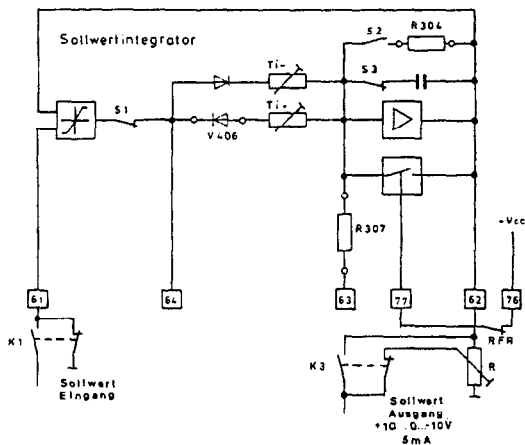 Sollwertintegrator
S2
R304
Ti-
S3
S1
Ti+
V406
R307
-Vcc
61
64
63
77
62
76
RFR
K1
K3
R
Sollwert
Eingang
Sollwert
Ausgang
+10..0...-10V
5mA